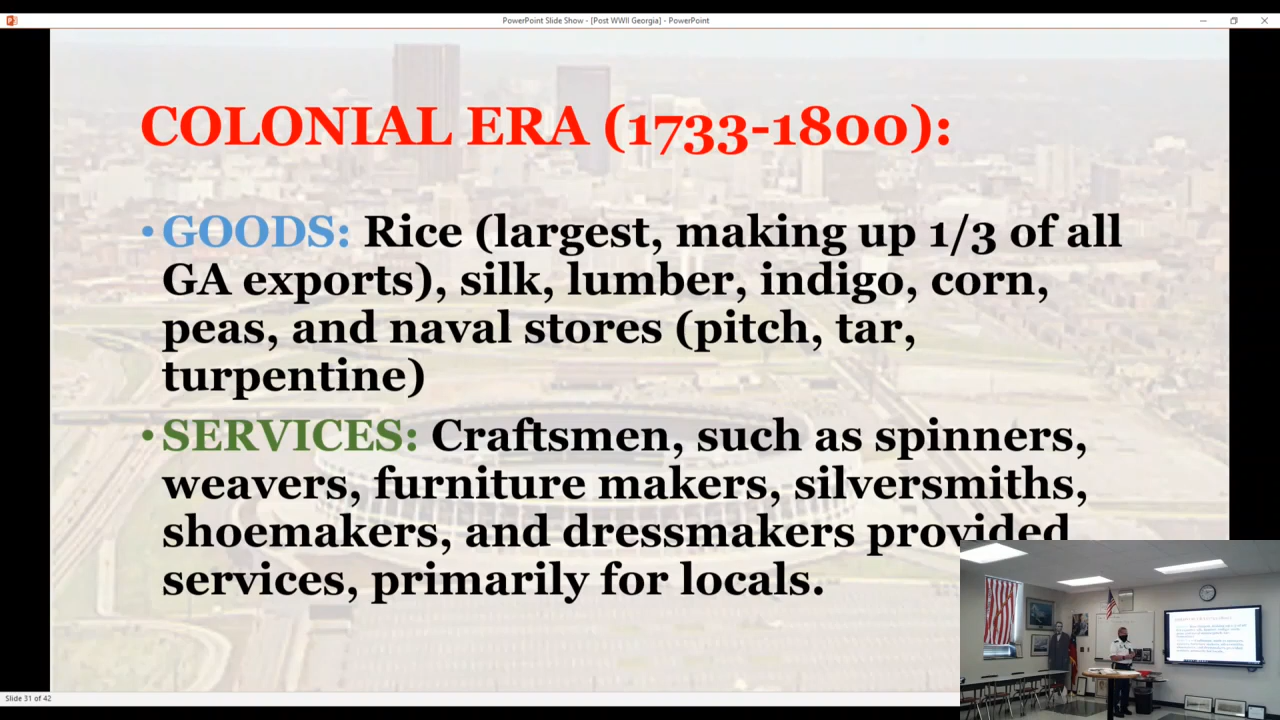 PowerPoint Slide Show - [Post WWII Georgia] - PowerPoint
COLONIAL ERA (1733-1800):
• GOODS: Rice (largest, making up 1/3 of all
GA exports), silk, lumber, indigo, corn,
peas, and naval stores (pitch, tar,
turpentine)
• SERVICES: Craftsmen, such as spinners,
weavers, furniture makers, silversmiths,
shoemakers, and dressmakers provided
services, primarily for locals.
Slide 31 of 42